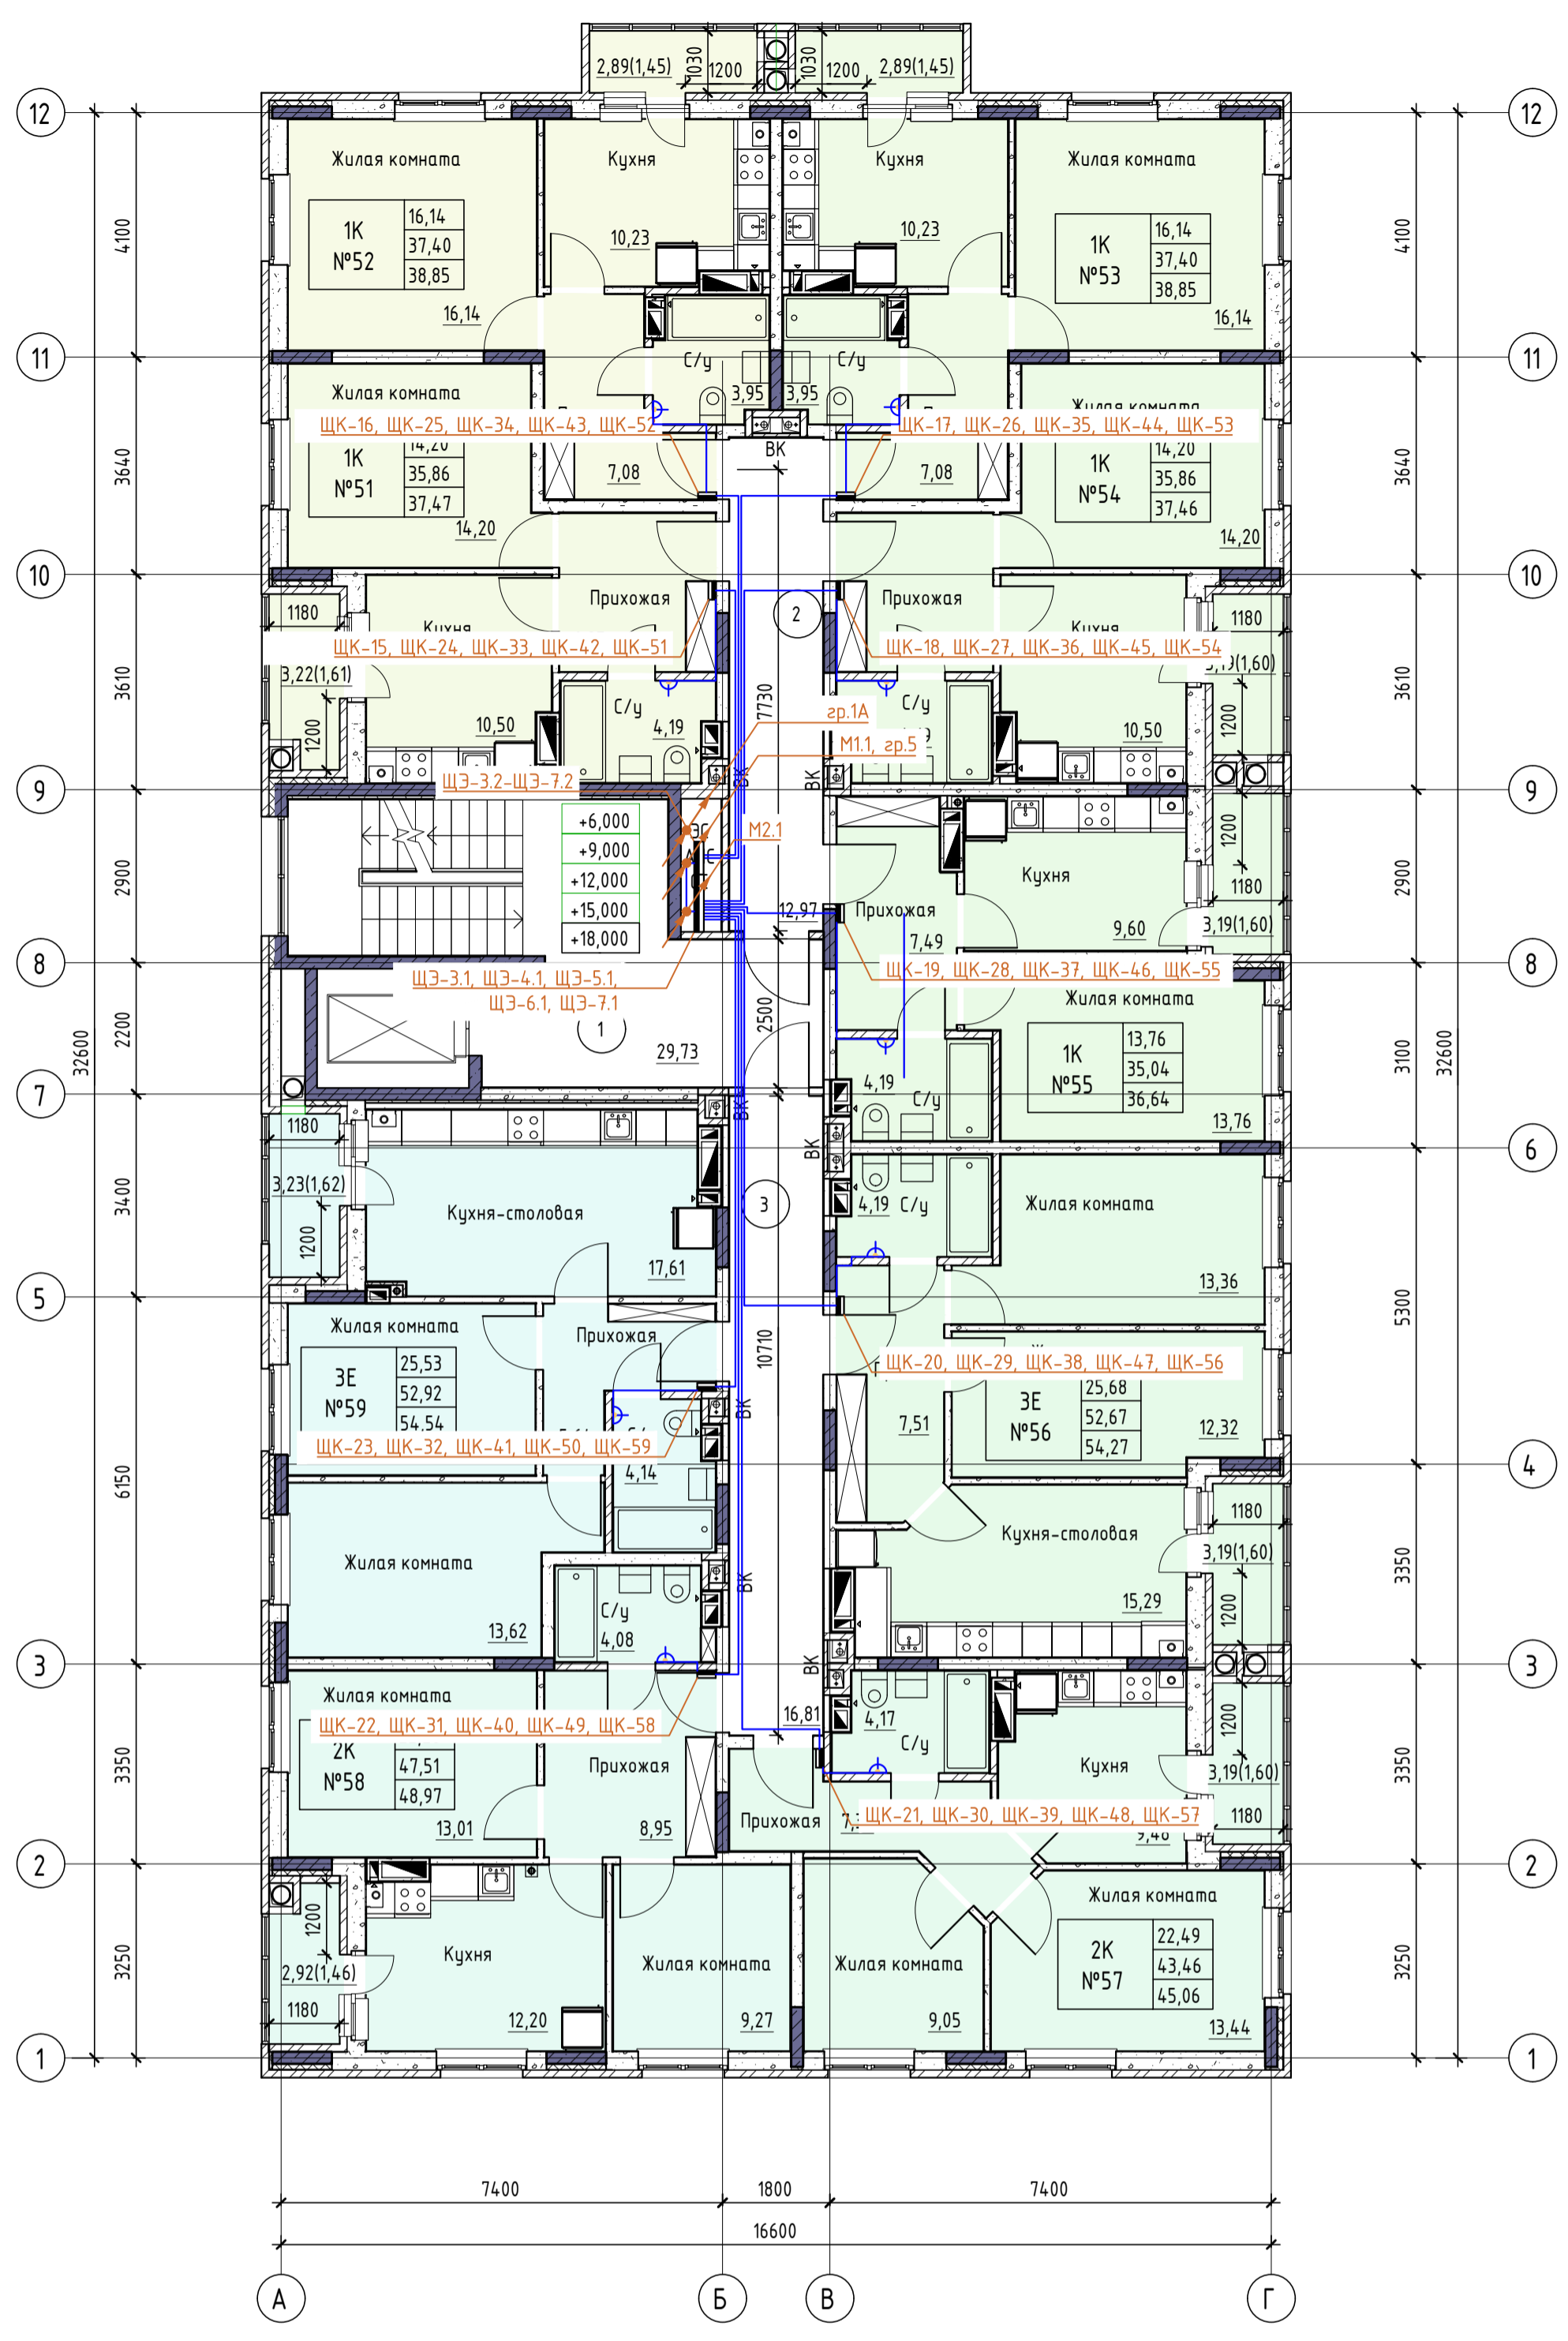 2,89(1,45)
1030
1200
1030
1200
2,89(1,45)
12
12
Жилая комната
Кухня
Кухня
Жилая комната
1К
№52
16,14
37,40
38,85
10,23
10,23
1К
№53
16,14
37,40
38,85
4100
4100
16,14
16,14
11
11
С/у
С/у
3,95
3,95
Жилая комната
ЩК-16, ЩК-25, ЩК-34, ЩК-43, ЩК-52
ЩК-17, ЩК-26, ЩК-35, ЩК-44, ЩК-53
ВК
1К
№51
14,20
35,86
37,47
7,08
7,08
1К
№54
14,20
35,86
37,46
3640
3640
14,20
14,20
10
10
1180
Прихожая
2
Прихожая
1180
Кухня
Кухня
ЩК-15, ЩК-24, ЩК-33, ЩК-42, ЩК-51
ЩК-18, ЩК-27, ЩК-36, ЩК-45, ЩК-54
3,22(1,61)
3,19(1,60)
3610
3610
1200
1200
С/у
7730
С/у
гр.1А
10,50
4,19
10,50
М1.1, гр.5
ВК
ВК
ЩЭ-3.2-ЩЭ-7.2
9
9
+6,000
+9,000
+12,000
+15,000
+18,000
ЭС
М2.1
1200
2900
2900
Кухня
1180
12,97
Прихожая
7,49
9,60
3,19(1,60)
8
8
ЩЭ-3.1, ЩЭ-4.1, ЩЭ-5.1,
ЩЭ-6.1, ЩЭ-7.1
ЩК-19, ЩК-28, ЩК-37, ЩК-46, ЩК-55
Жилая комната
1
2500
2200
29,73
32600
32600
3100
1К
№55
13,76
35,04
36,64
4,19
С/у
13,76
7
1180
ВК
ВК
6
3,23(1,62)
1200
3400
Кухня-столовая
17,61
3
4,19
С/у
Жилая комната
13,36
5
5300
Жилая комната
Прихожая
10710
3Е
№59
25,53
52,92
54,54
ЩК-20, ЩК-29, ЩК-38, ЩК-47, ЩК-56
3Е
№56
25,68
52,67
54,27
ВК
7,51
12,32
ЩК-23, ЩК-32, ЩК-41, ЩК-50, ЩК-59
4,14
4
6150
1180
Кухня-столовая
3,19(1,60)
Жилая комната
3350
ВК
С/у
4,08
13,62
15,29
1200
ВК
3
3
Жилая комната
16,81
4,17
С/у
1200
ЩК-22, ЩК-31, ЩК-40, ЩК-49, ЩК-58
2К
№58
47,51
48,97
3350
3350
Прихожая
Кухня
3,19(1,60)
1180
13,01
8,95
Прихожая
ЩК-21, ЩК-30, ЩК-39, ЩК-48, ЩК-57
9,46
2
2
1200
Кухня
Жилая комната
Жилая комната
Жилая комната
2К
№57
22,49
43,46
45,06
2,92(1,46)
1180
3250
3250
12,20
9,27
9,05
13,44
1
1
7400
1800
7400
16600
А
Б
В
Г